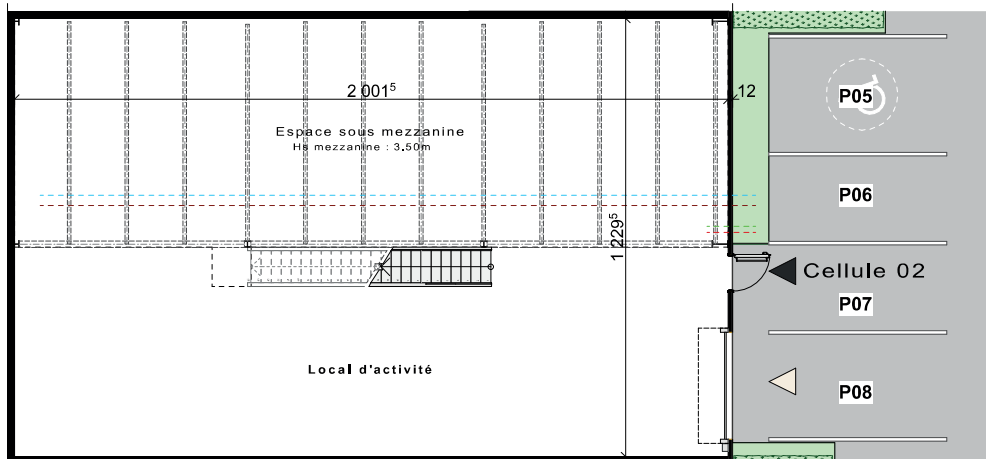 2 001⁵
12
P05
Espace sous mezzanine
Hs mezzanine : 3.50m
P06
1 229⁵
Cellule 02
P07
Local d'activité
P08